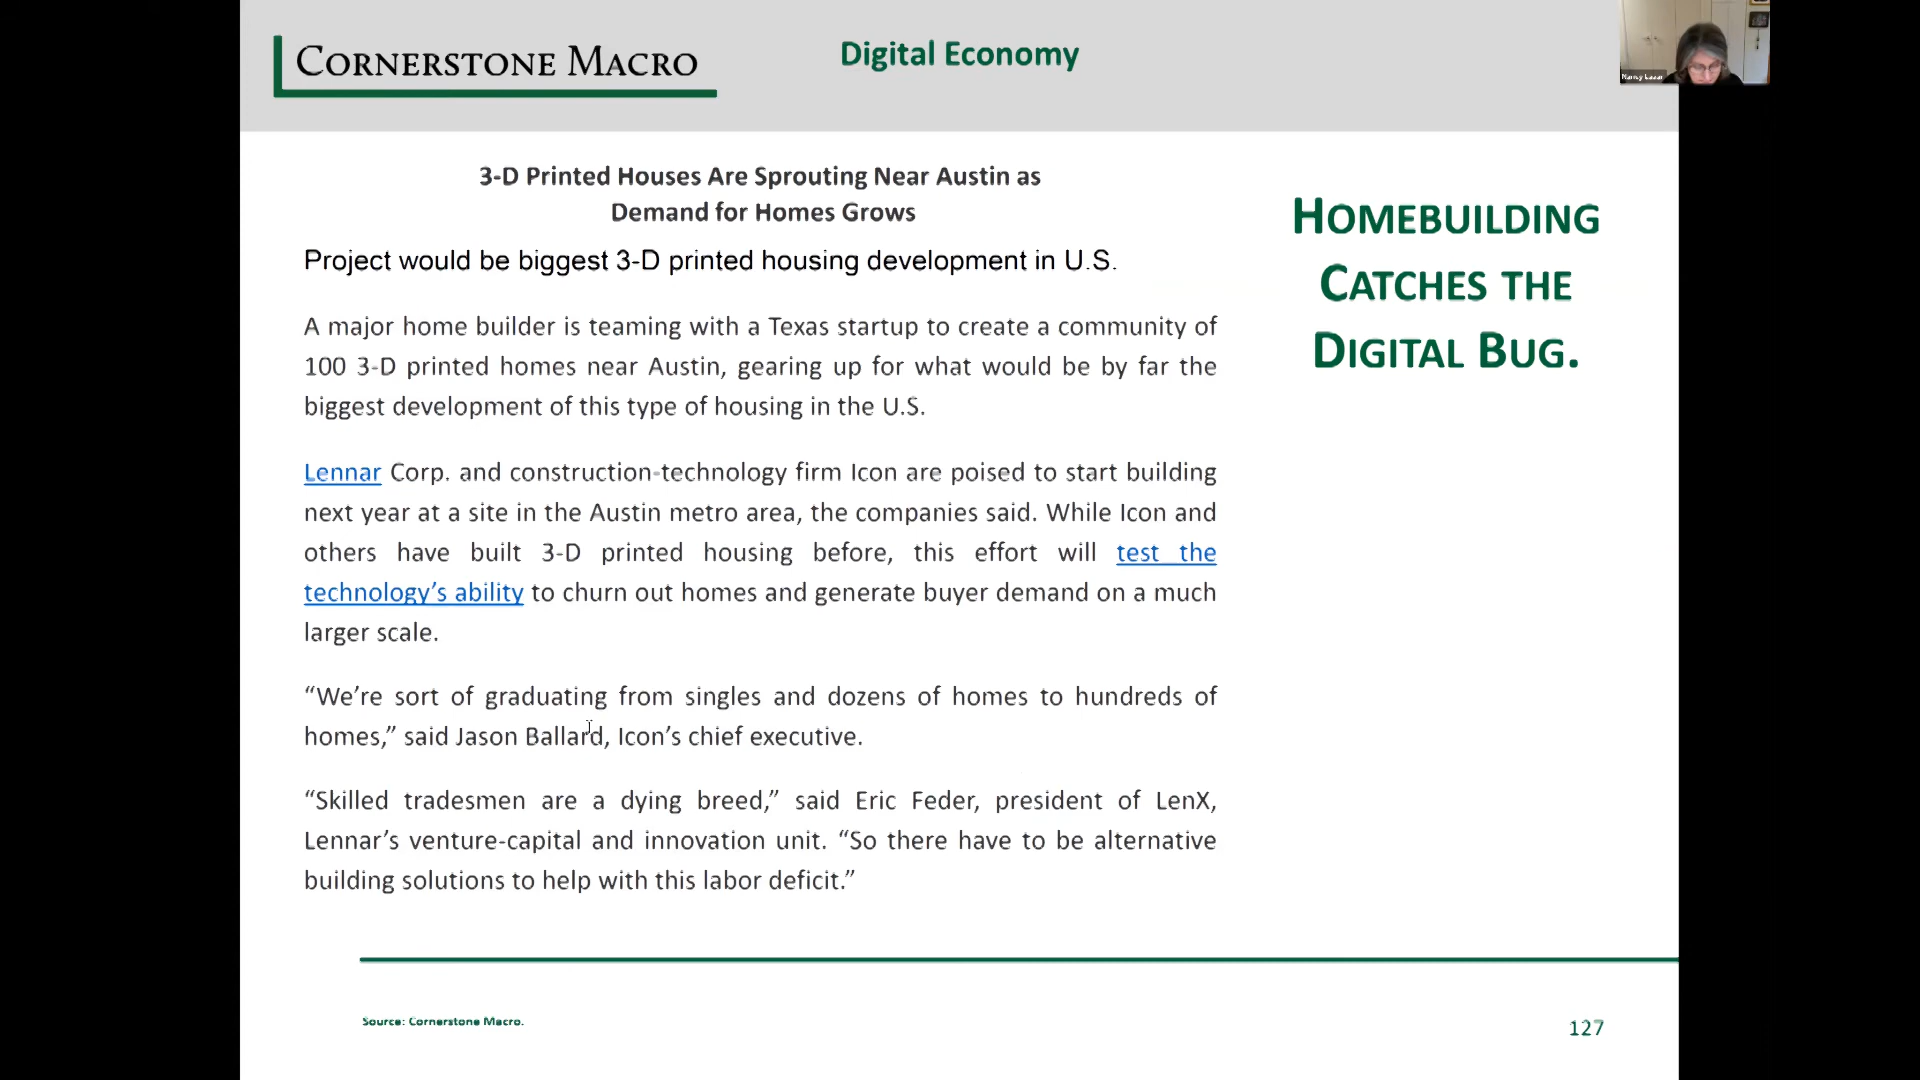 CORNERSTONE MACRO
Digital Economy
Nancy Lazar
3-D Printed Houses Are Sprouting Near Austin as
Demand for Homes Grows
Project would be biggest 3-D printed housing development in U.S.
A major home builder is teaming with a Texas startup to create a community of
100 3-D printed homes near Austin, gearing up for what would be by far the
biggest development of this type of housing in the U.S.
Lennar Corp. and construction-technology firm Icon are poised to start building
next year at a site in the Austin metro area, the companies said. While Icon and
others have built 3-D printed housing before, this effort will test the
technology’s ability to churn out homes and generate buyer demand on a much
larger scale.
“We’re sort of graduating from singles and dozens of homes to hundreds of
homes,” said Jason Ballard, Icon’s chief executive.
“Skilled tradesmen are a dying breed,” said Eric Feder, president of LenX,
Lennar’s venture-capital and innovation unit. “So there have to be alternative
building solutions to help with this labor deficit.”
HOMEBUILDING
CATCHES THE
DIGITAL BUG.
Source: Cornerstone Macro.
127